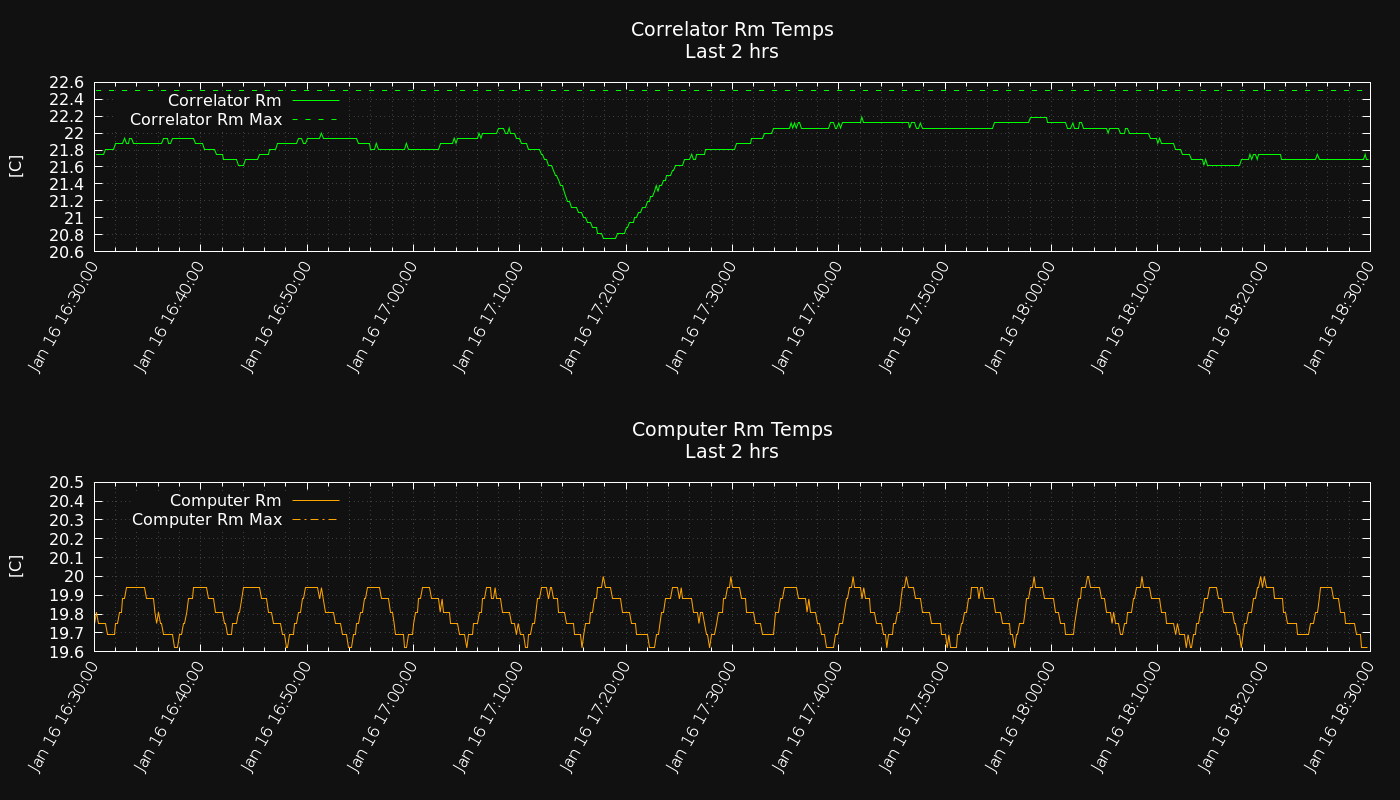 Correlator Rm Temps
Last 2 hrs
22.6
22.4
22.2
22
21.8
21.6
21.4
21.2
21
20.8
20.6
[C]
Correlator Rm
Correlator Rm Max
Jan 16 16:30:00
Jan 16 16:40:00
Jan 16 16:50:00
Jan 16 17:00:00
Jan 16 17:10:00
Jan 16 17:20:00
Jan 16 17:30:00
Jan 16 17:40:00
Jan 16 17:50:00
Jan 16 18:00:00
Jan 16 18:10:00
Jan 16 18:20:00
Jan 16 18:30:00
Computer Rm Temps
Last 2 hrs
20.5
20.4
20.3
20.2
20.1
20
19.9
19.8
19.7
19.6
[C]
Computer Rm
Computer Rm Max
Jan 16 16:30:00
Jan 16 16:40:00
Jan 16 16:50:00
Jan 16 17:00:00
Jan 16 17:10:00
Jan 16 17:20:00
Jan 16 17:30:00
Jan 16 17:40:00
Jan 16 17:50:00
Jan 16 18:00:00
Jan 16 18:10:00
Jan 16 18:20:00
Jan 16 18:30:00